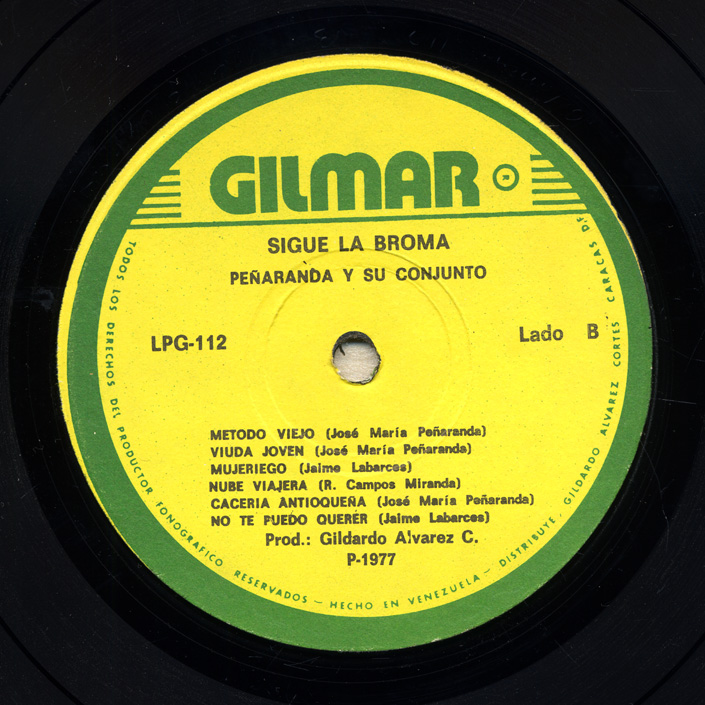 GILMAR ®
SIGUE LA BROMA
PEÑARANDA Y SU CONJUNTO
LPG-112
Lado B
METODO VIEJO (José María Peñaranda)
VIUDA JOVEN (José María Peñaranda)
MUJERIEGO (Jaime Labarces)
NUBE VIAJERA (R. Campos Miranda)
CACERIA ANTIOQUEÑA (José María Peñaranda)
NO TE PUEDO QUERER (Jaime Labarces)
Prod.: Gildardo Alvarez C.
P-1977
TODOS LOS DERECHOS DEL PRODUCTOR FONOGRAFICO RESERVADOS – HECHO EN VENEZUELA – DISTRIBUYE, GILDARDO ALVAREZ CORTES CARACAS D.F.